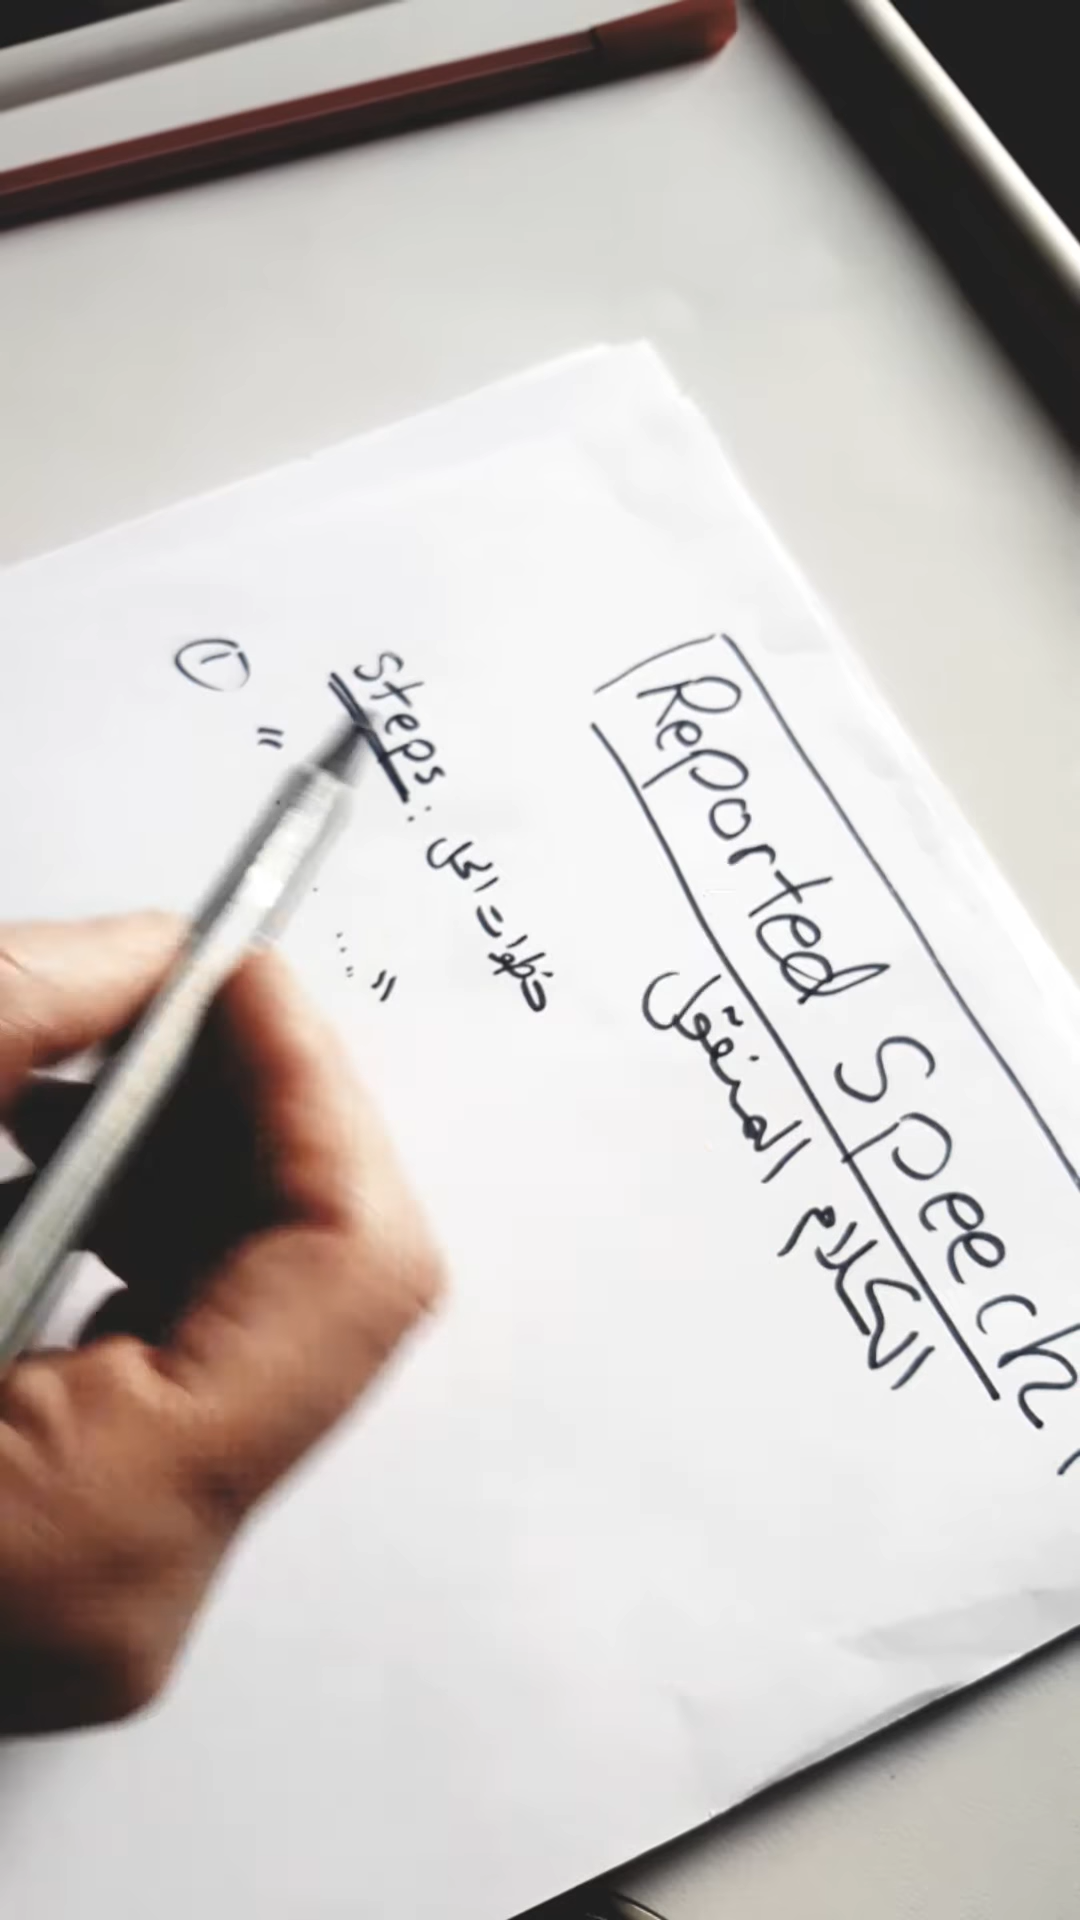 Reported Speech
الكلام المنقول
Steps: خطوات الحل
① " .... "